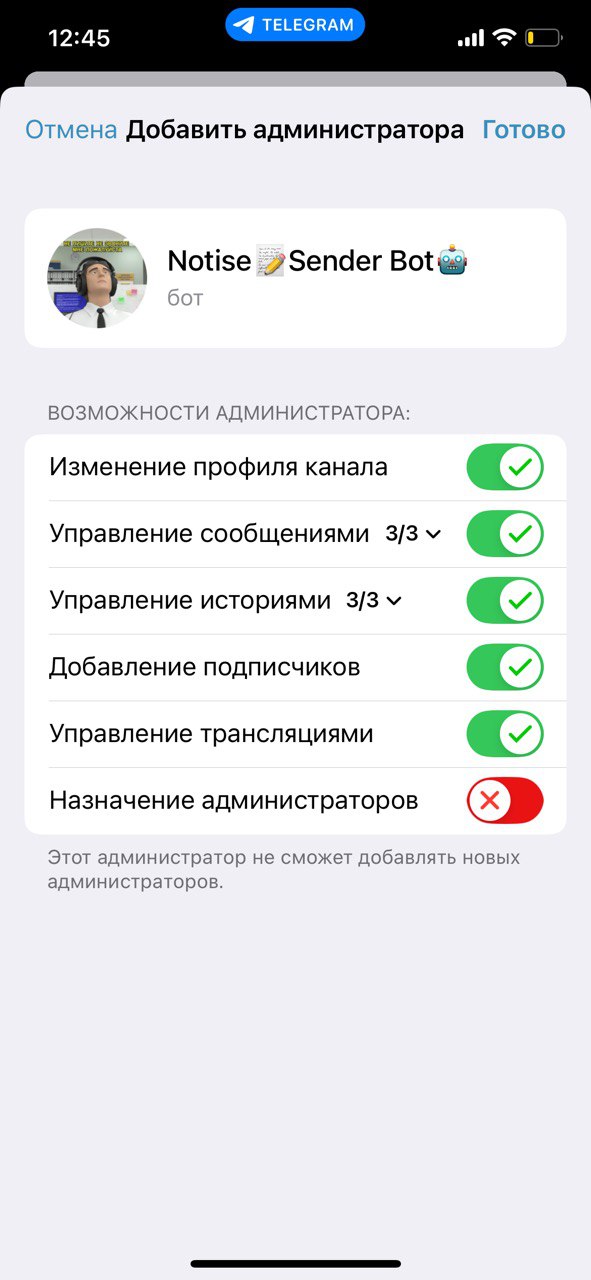 12:45
TELEGRAM
Отмена Добавить администратора Готово
Notise📝Sender Bot🤖
бот
ВОЗМОЖНОСТИ АДМИНИСТРАТОРА:
Изменение профиля канала
Управление сообщениями 3/3
Управление историями 3/3
Добавление подписчиков
Управление трансляциями
Назначение администраторов
Этот администратор не сможет добавлять новых
администраторов.